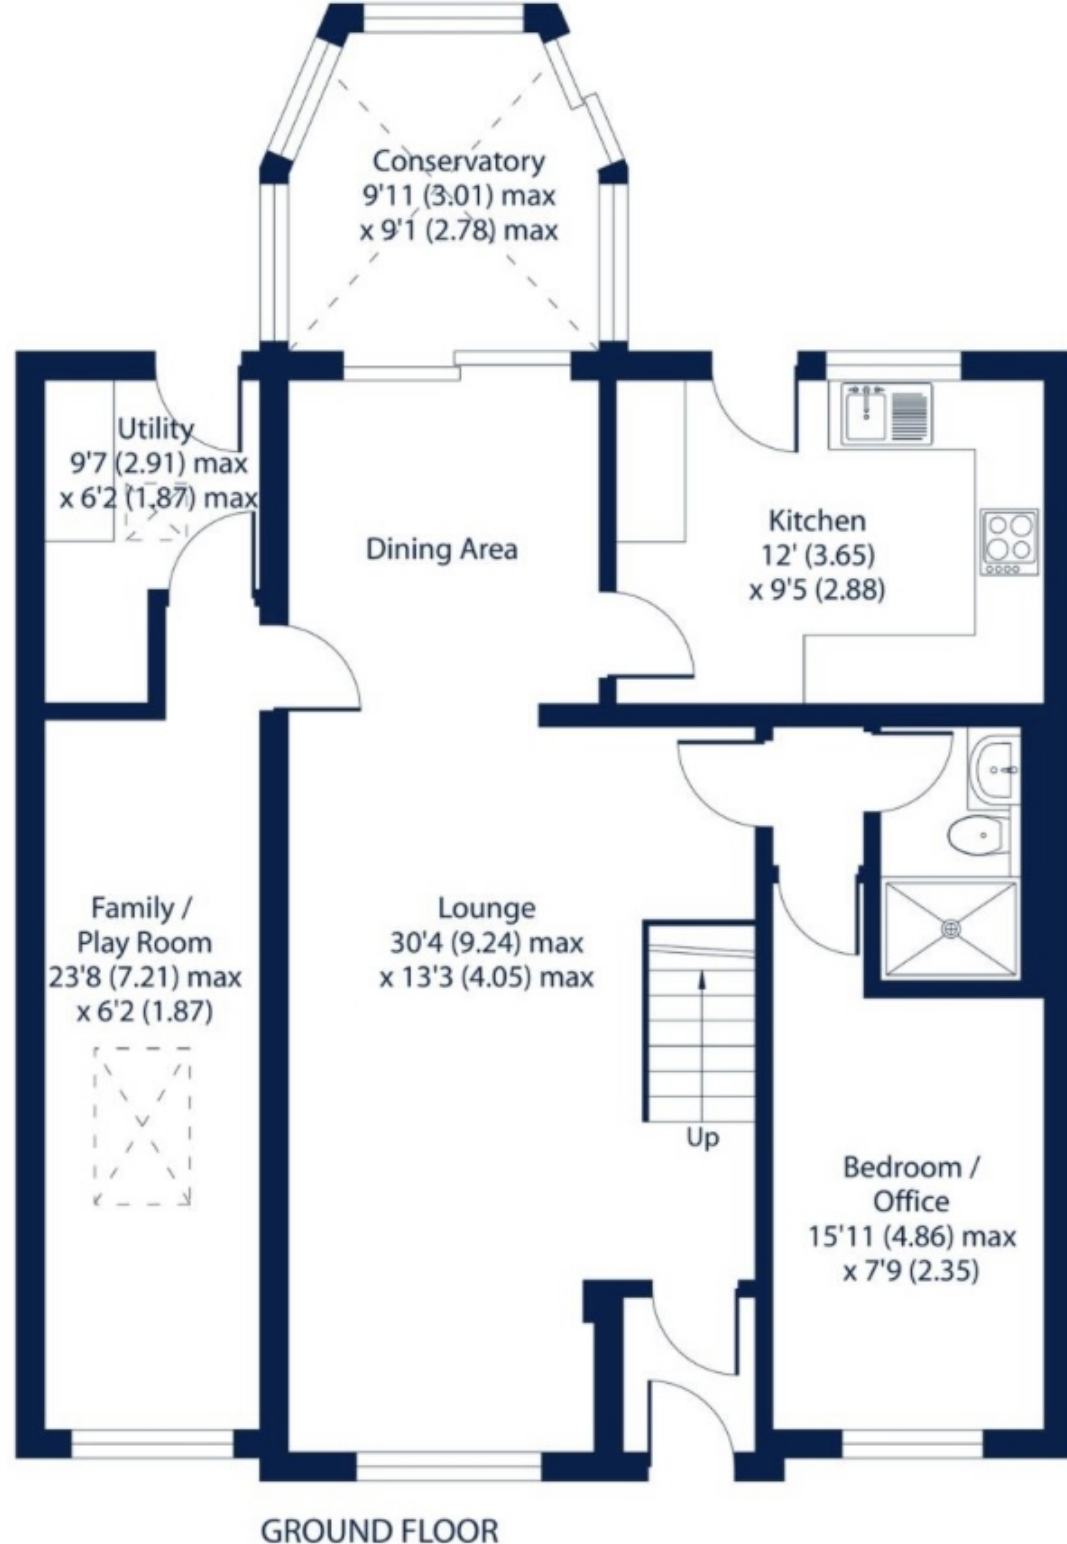 Conservatory
9'11 (3.01) max
x 9'1 (2.78) max
Utility
9'7 (2.91) max
x 6'2 (1.87) max
Dining Area
Kitchen
12' (3.65)
x 9'5 (2.88)
Family /
Play Room
23'8 (7.21) max
x 6'2 (1.87)
Lounge
30'4 (9.24) max
x 13'3 (4.05) max
Up
Bedroom /
Office
15'11 (4.86) max
x 7'9 (2.35)
GROUND FLOOR